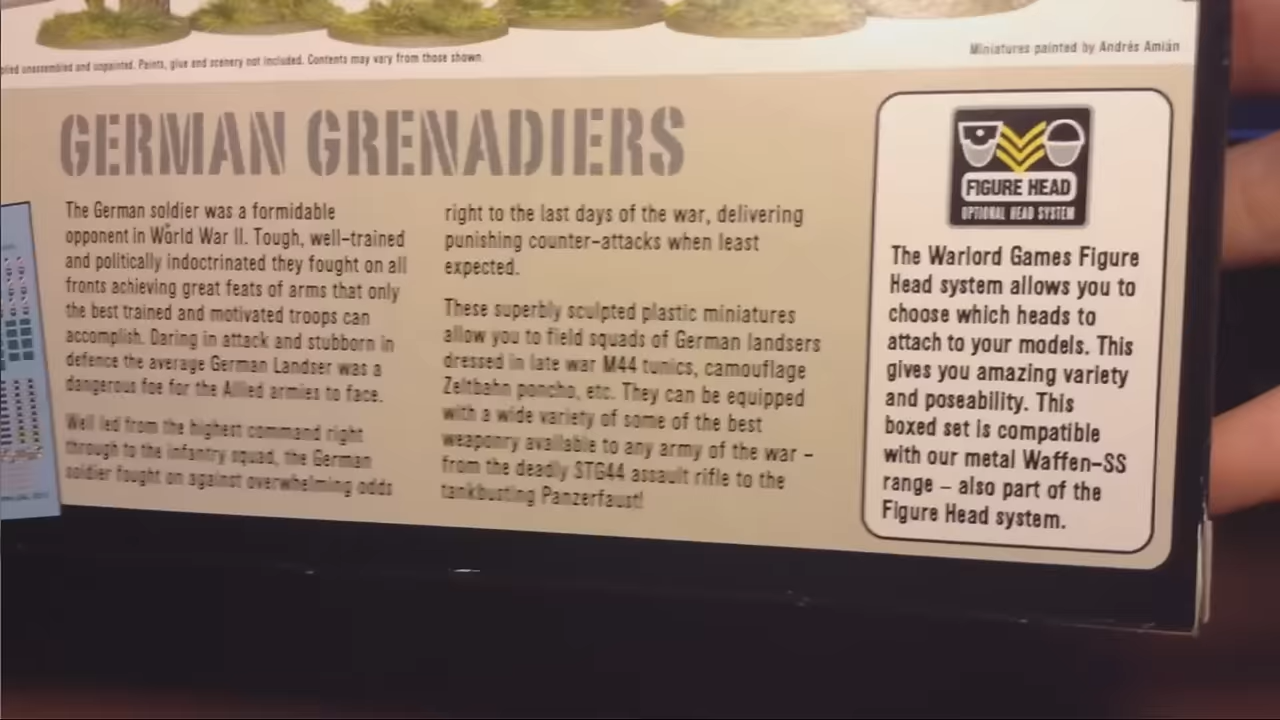 plied unassembled and unpainted. Paints, glue and scenery not included. Contents may vary from those shown.
Miniatures painted by Andrés Amián
GERMAN GRENADIERS
The German soldier was a formidable
opponent in World War II. Tough, well-trained
and politically indoctrinated they fought on all
fronts achieving great feats of arms that only
the best trained and motivated troops can
accomplish. Daring in attack and stubborn in
defence the average German Landser was a
dangerous foe for the Allied armies to face.
Well led from the highest command right
through to the infantry squad, the German
soldier fought on against overwhelming odds
right to the last days of the war, delivering
punishing counter-attacks when least
expected.
These superbly sculpted plastic miniatures
allow you to field squads of German landsers
dressed in late war M44 tunics, camouflage
Zeltbahn poncho, etc. They can be equipped
with a wide variety of some of the best
weaponry available to any army of the war –
from the deadly STG44 assault rifle to the
tankbusting Panzerfaust!
FIGURE HEAD
OPTIONAL HEAD SYSTEM
The Warlord Games Figure
Head system allows you to
choose which heads to
attach to your models. This
gives you amazing variety
and poseability. This
boxed set is compatible
with our metal Waffen-SS
range – also part of the
Figure Head system.